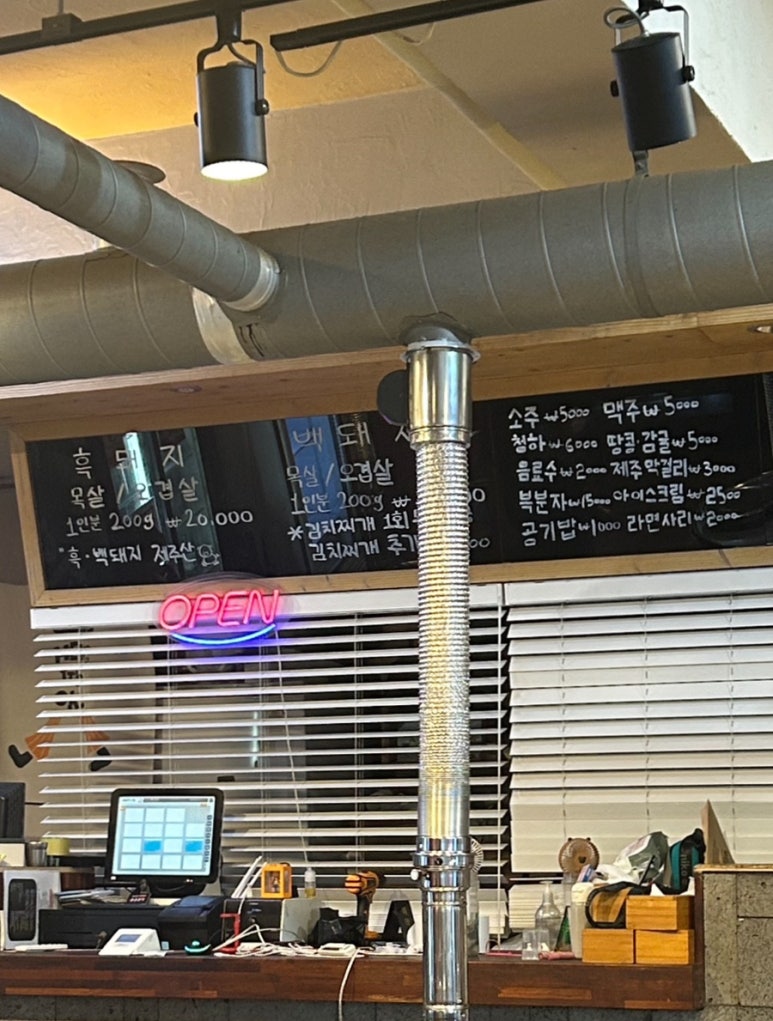 흑 돼 지
목살 / 오겹살
1인분 200g ₩20.000
"흑·백돼지 제주산
백 돼
목살 / 오겹살
1인분 200g ₩
*김치찌개 1회
김치찌개 추가
소주 ₩5000 맥주 ₩5000
청하 ₩6000 땅콩·감귤 ₩5000
음료수 ₩2000 제주막걸리 ₩3000
복분자 ₩15000 아이스크림 ₩2500
공기밥 ₩1000 라면사리 ₩2000
OPEN